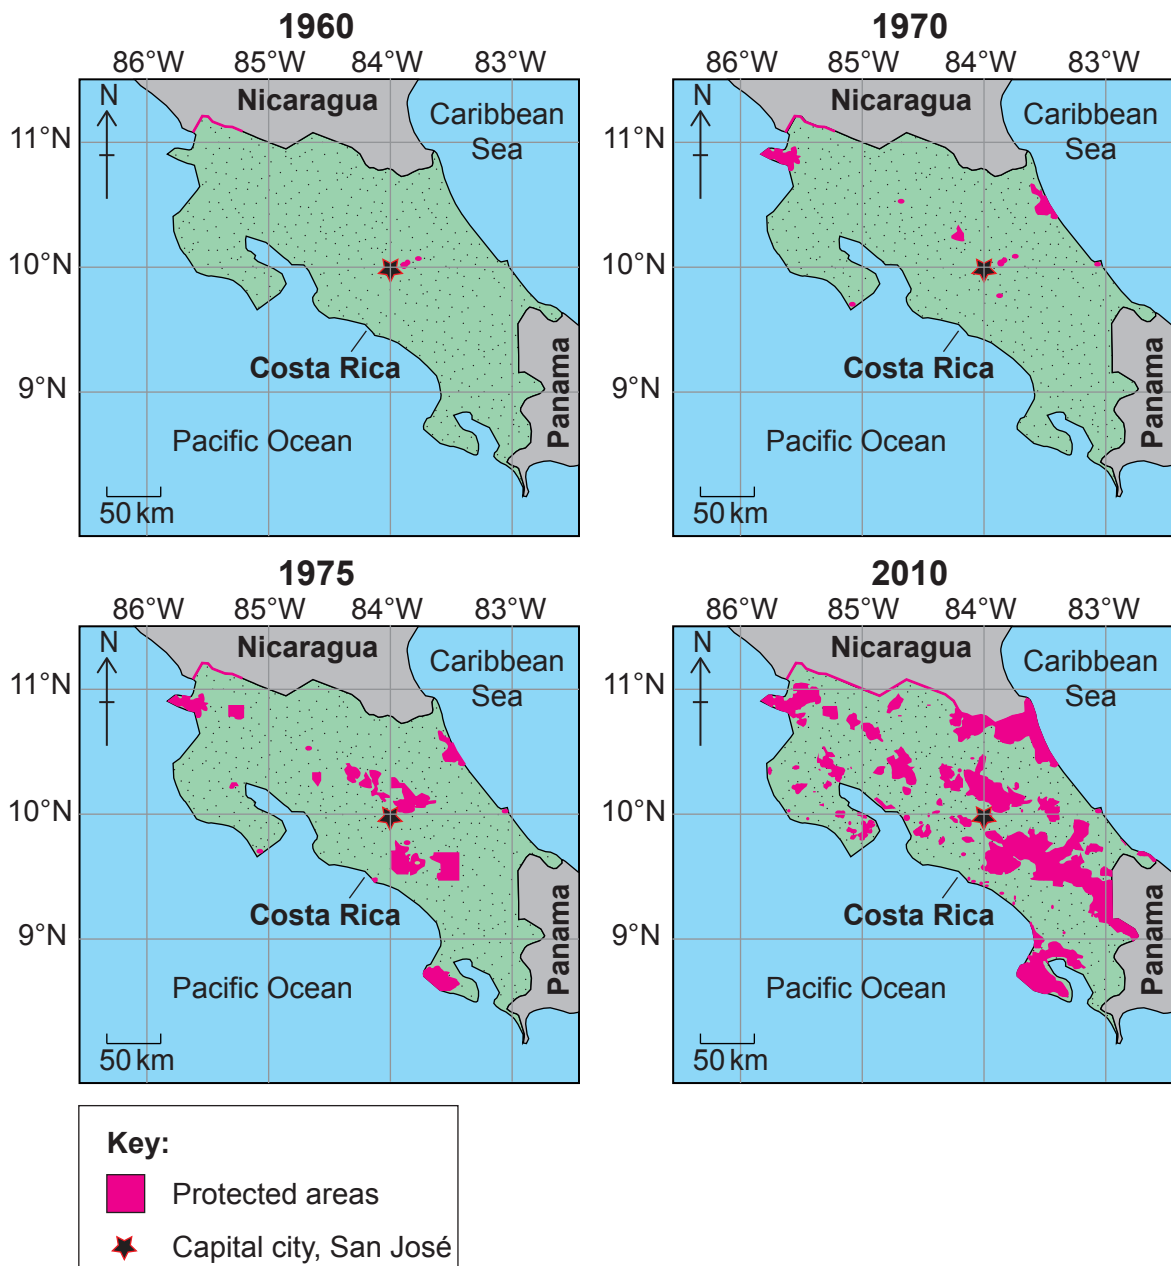 1960
86°W 85°W 84°W 83°W
N
Nicaragua
Caribbean
Sea
11°N
10°N
Costa Rica
9°N
Panama
Pacific Ocean
50 km
1970
86°W 85°W 84°W 83°W
N
Nicaragua
Caribbean
Sea
11°N
10°N
Costa Rica
9°N
Panama
Pacific Ocean
50 km
1975
86°W 85°W 84°W 83°W
N
Nicaragua
Caribbean
Sea
11°N
10°N
Costa Rica
9°N
Panama
Pacific Ocean
50 km
2010
86°W 85°W 84°W 83°W
N
Nicaragua
Caribbean
Sea
11°N
10°N
Costa Rica
9°N
Panama
Pacific Ocean
50 km
Key:
Protected areas
Capital city, San José